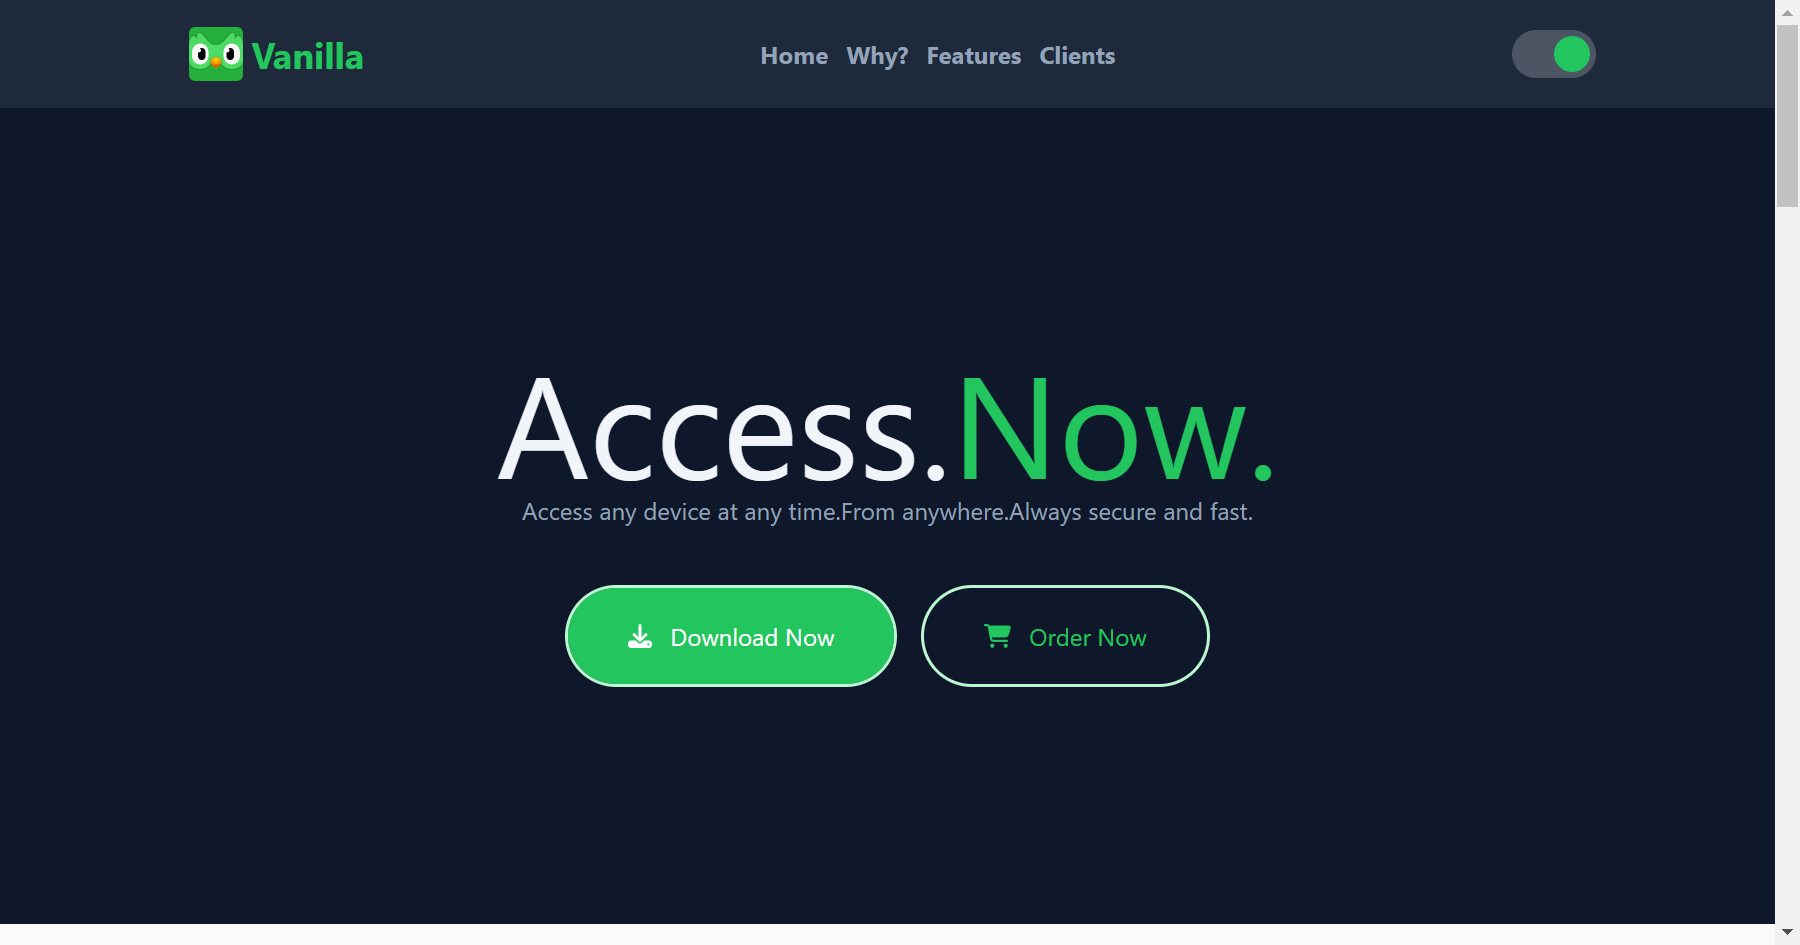 Vanilla
Home Why? Features Clients
Access.Now.
Access any device at any time.From anywhere.Always secure and fast.
Download Now
Order Now